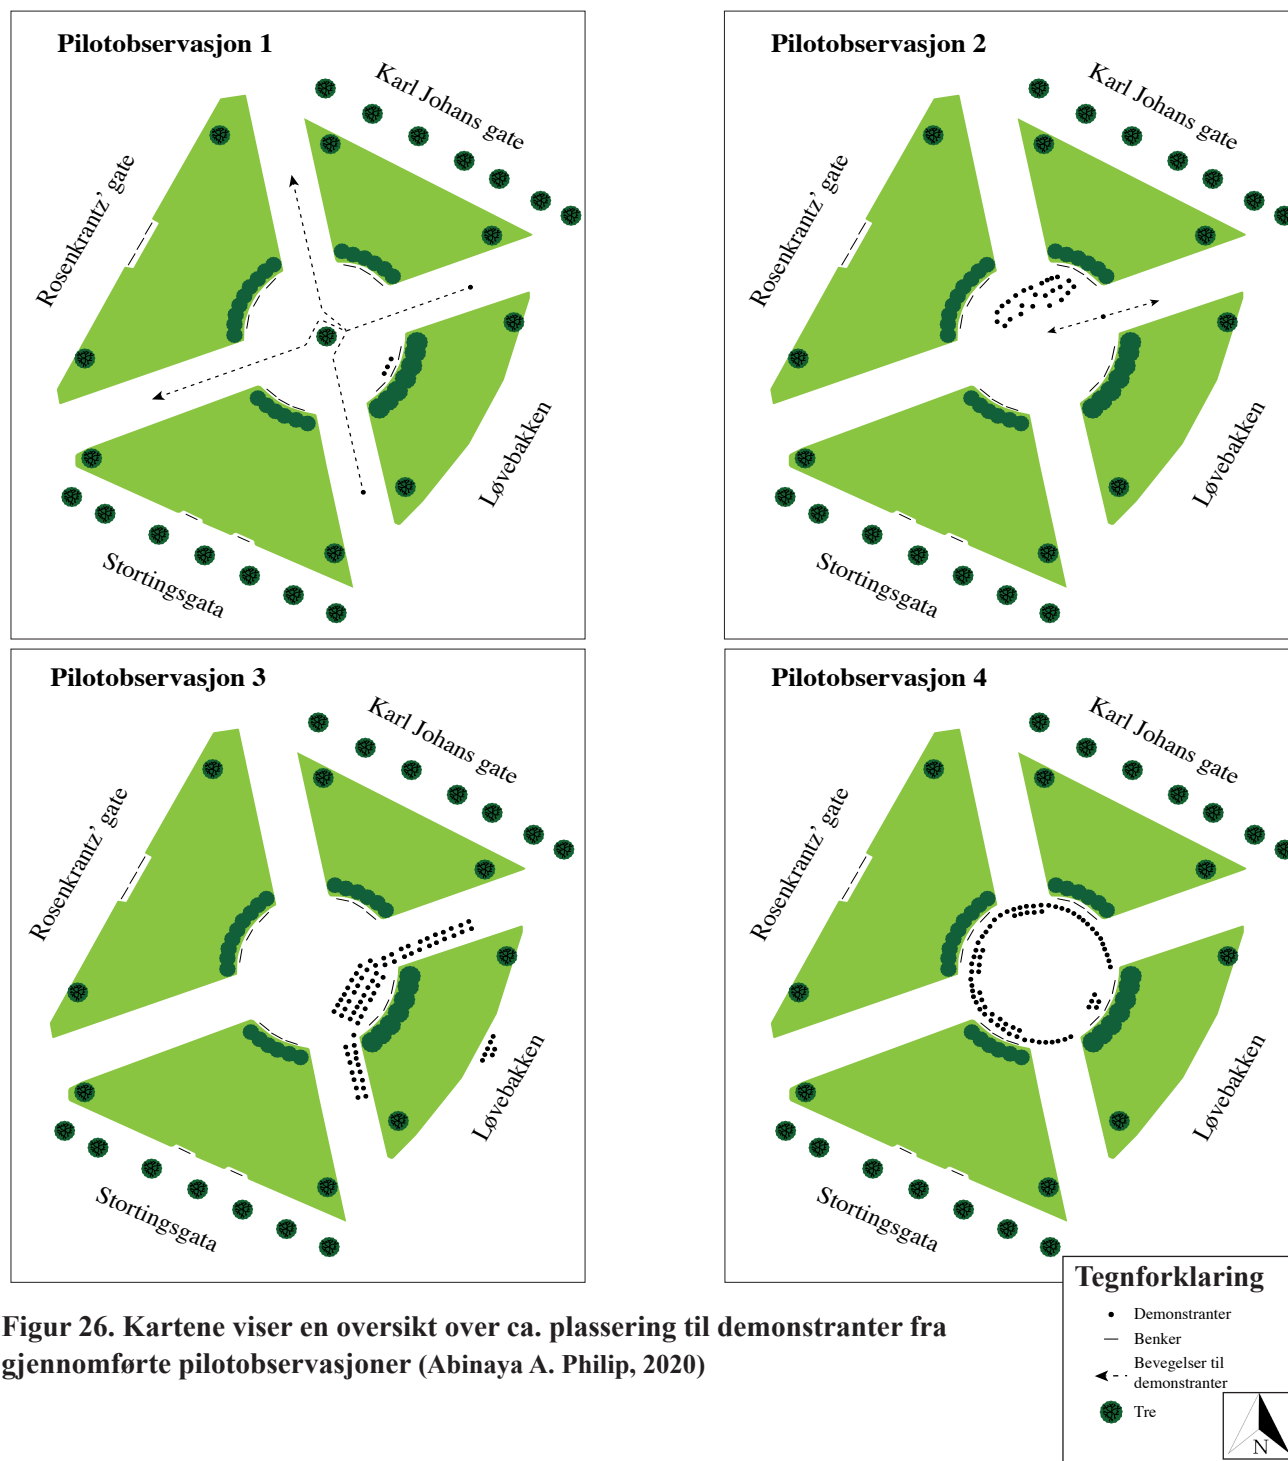 Pilotobservasjon 1
Karl Johans gate
Rosenkrantz’ gate
Løvebakken
Stortingsgata
Pilotobservasjon 2
Karl Johans gate
Rosenkrantz’ gate
Løvebakken
Stortingsgata
Pilotobservasjon 3
Karl Johans gate
Rosenkrantz’ gate
Løvebakken
Stortingsgata
Pilotobservasjon 4
Karl Johans gate
Rosenkrantz’ gate
Løvebakken
Stortingsgata
Tegnforklaring
Demonstranter
Benker
Bevegelser til
demonstranter
Tre
N
Figur 26. Kartene viser en oversikt over ca. plassering til demonstranter fra
gjennomførte pilotobservasjoner (Abinaya A. Philip, 2020)